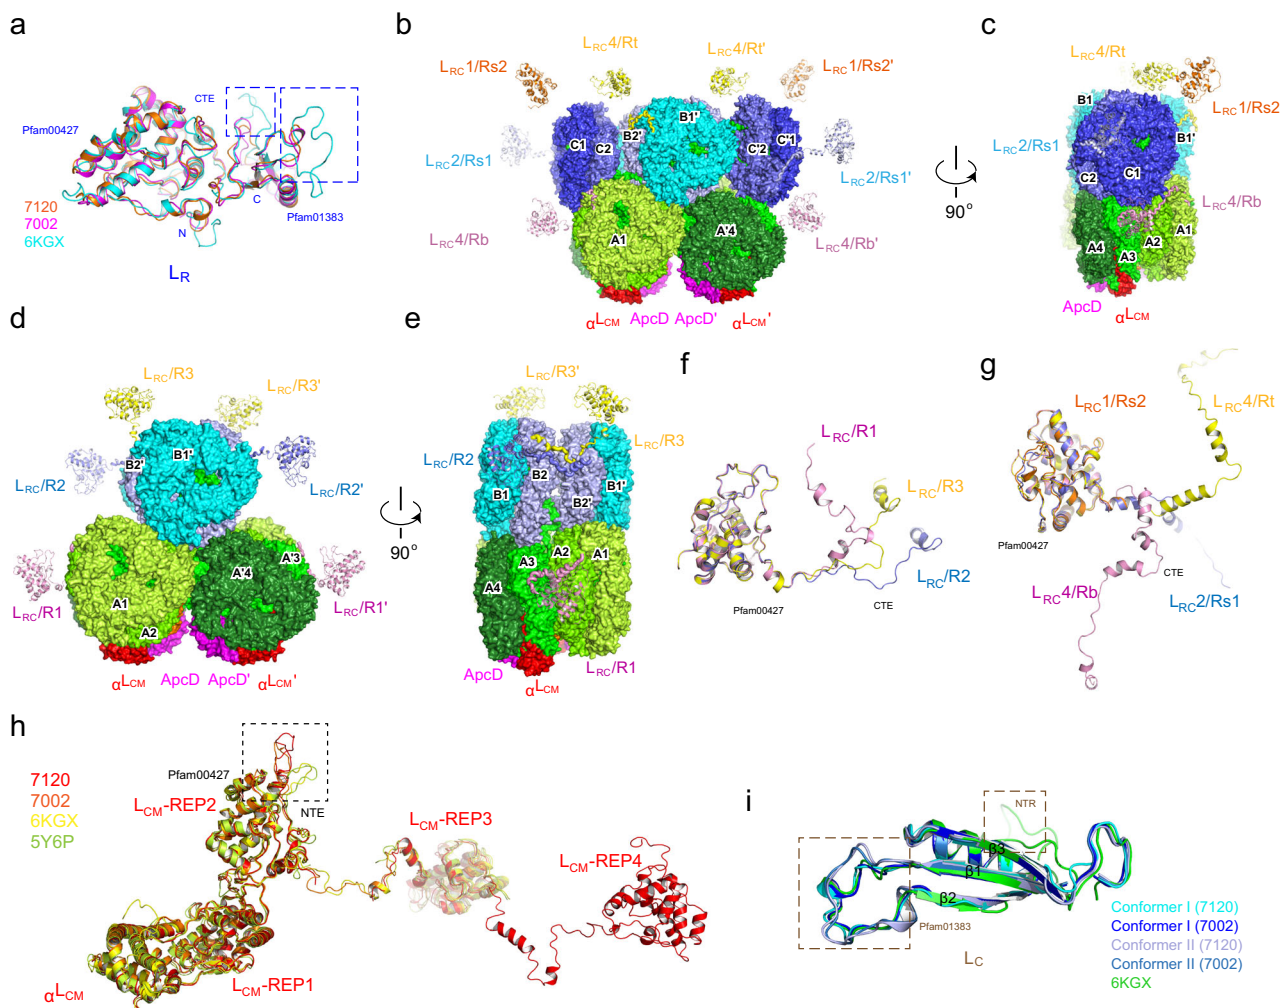 a
CTE
Pfam00427
7120
7002
6KGX
N
C
Pfam01383
LR
b
LRC4/Rt
LRC4/Rt'
LRC1/Rs2
LRC1/Rs2'
B2'
B1'
C1
C2
C'2
C'1
LRC2/Rs1
LRC2/Rs1'
LRC4/Rb
LRC4/Rb'
A1
A'4
αLCM
ApcD
ApcD'
αLCM'
90°
c
LRC4/Rt
B1
LRC1/Rs2
LRC2/Rs1
B1'
C2
C1
LRC4/Rb
A4
A3
A2
A1
ApcD
αLCM
d
LRC/R3
LRC/R3'
B2'
B1'
LRC/R2
LRC/R2'
A'3
A'4
LRC/R1
LRC/R1'
A1
A2
αLCM
ApcD
ApcD'
αLCM'
90°
e
LRC/R3'
LRC/R3
LRC/R2
B2
B1
B2'
B1'
A3
A2
A1
A4
LRC/R1
ApcD
αLCM
f
LRC/R1
LRC/R3
LRC/R2
Pfam00427
CTE
g
LRC1/Rs2
LRC4/Rt
Pfam00427
CTE
LRC4/Rb
LRC2/Rs1
h
7120
7002
6KGX
5Y6P
Pfam00427
NTE
LCM-REP2
LCM-REP3
LCM-REP4
LCM-REP1
αLCM
i
NTR
β3
β1
β2
Pfam01383
LC
Conformer I (7120)
Conformer I (7002)
Conformer II (7120)
Conformer II (7002)
6KGX